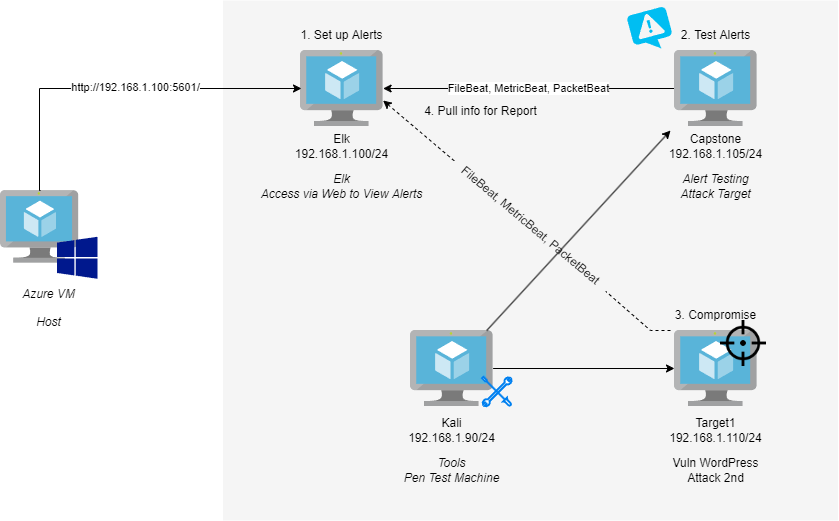 1. Set up Alerts
2. Test Alerts
http://192.168.1.100:5601/
FileBeat, MetricBeat, PacketBeat
4. Pull info for Report
Elk
192.168.1.100/24
Elk
Access via Web to View Alerts
Capstone
192.168.1.105/24
Alert Testing
Attack Target
FileBeat, MetricBeat, PacketBeat
Azure VM
Host
3. Compromise
Kali
192.168.1.90/24
Tools
Pen Test Machine
Target1
192.168.1.110/24
Vuln WordPress
Attack 2nd